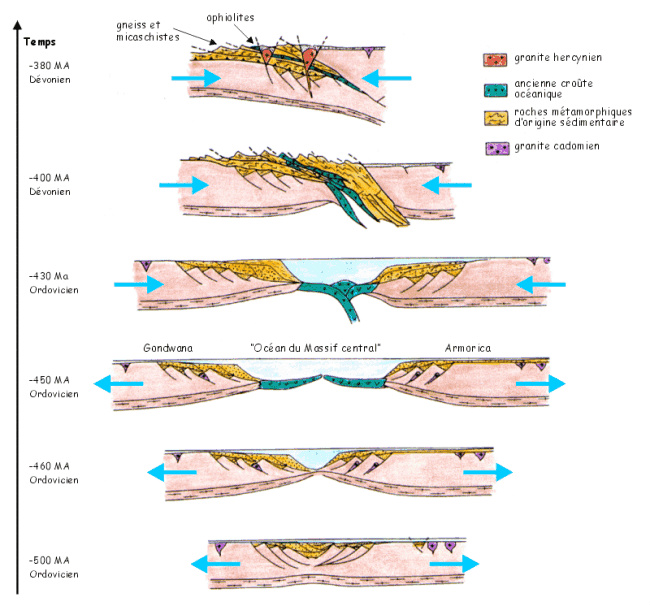 gneiss et
micaschistes
aphiolites
Temps
-380 MA
Dévonien
granite hercynien
ancienne croûte
océanique
roches métamorphiques
d'origine sédimentaire
granite cadomien
-400 MA
Dévonien
-430 Ma
Ordovicien
Gondwana
"Océan du Massif central"
Armorica
-450 MA
Ordovicien
-460 MA
Ordovicien
-500 MA
Ordovicien